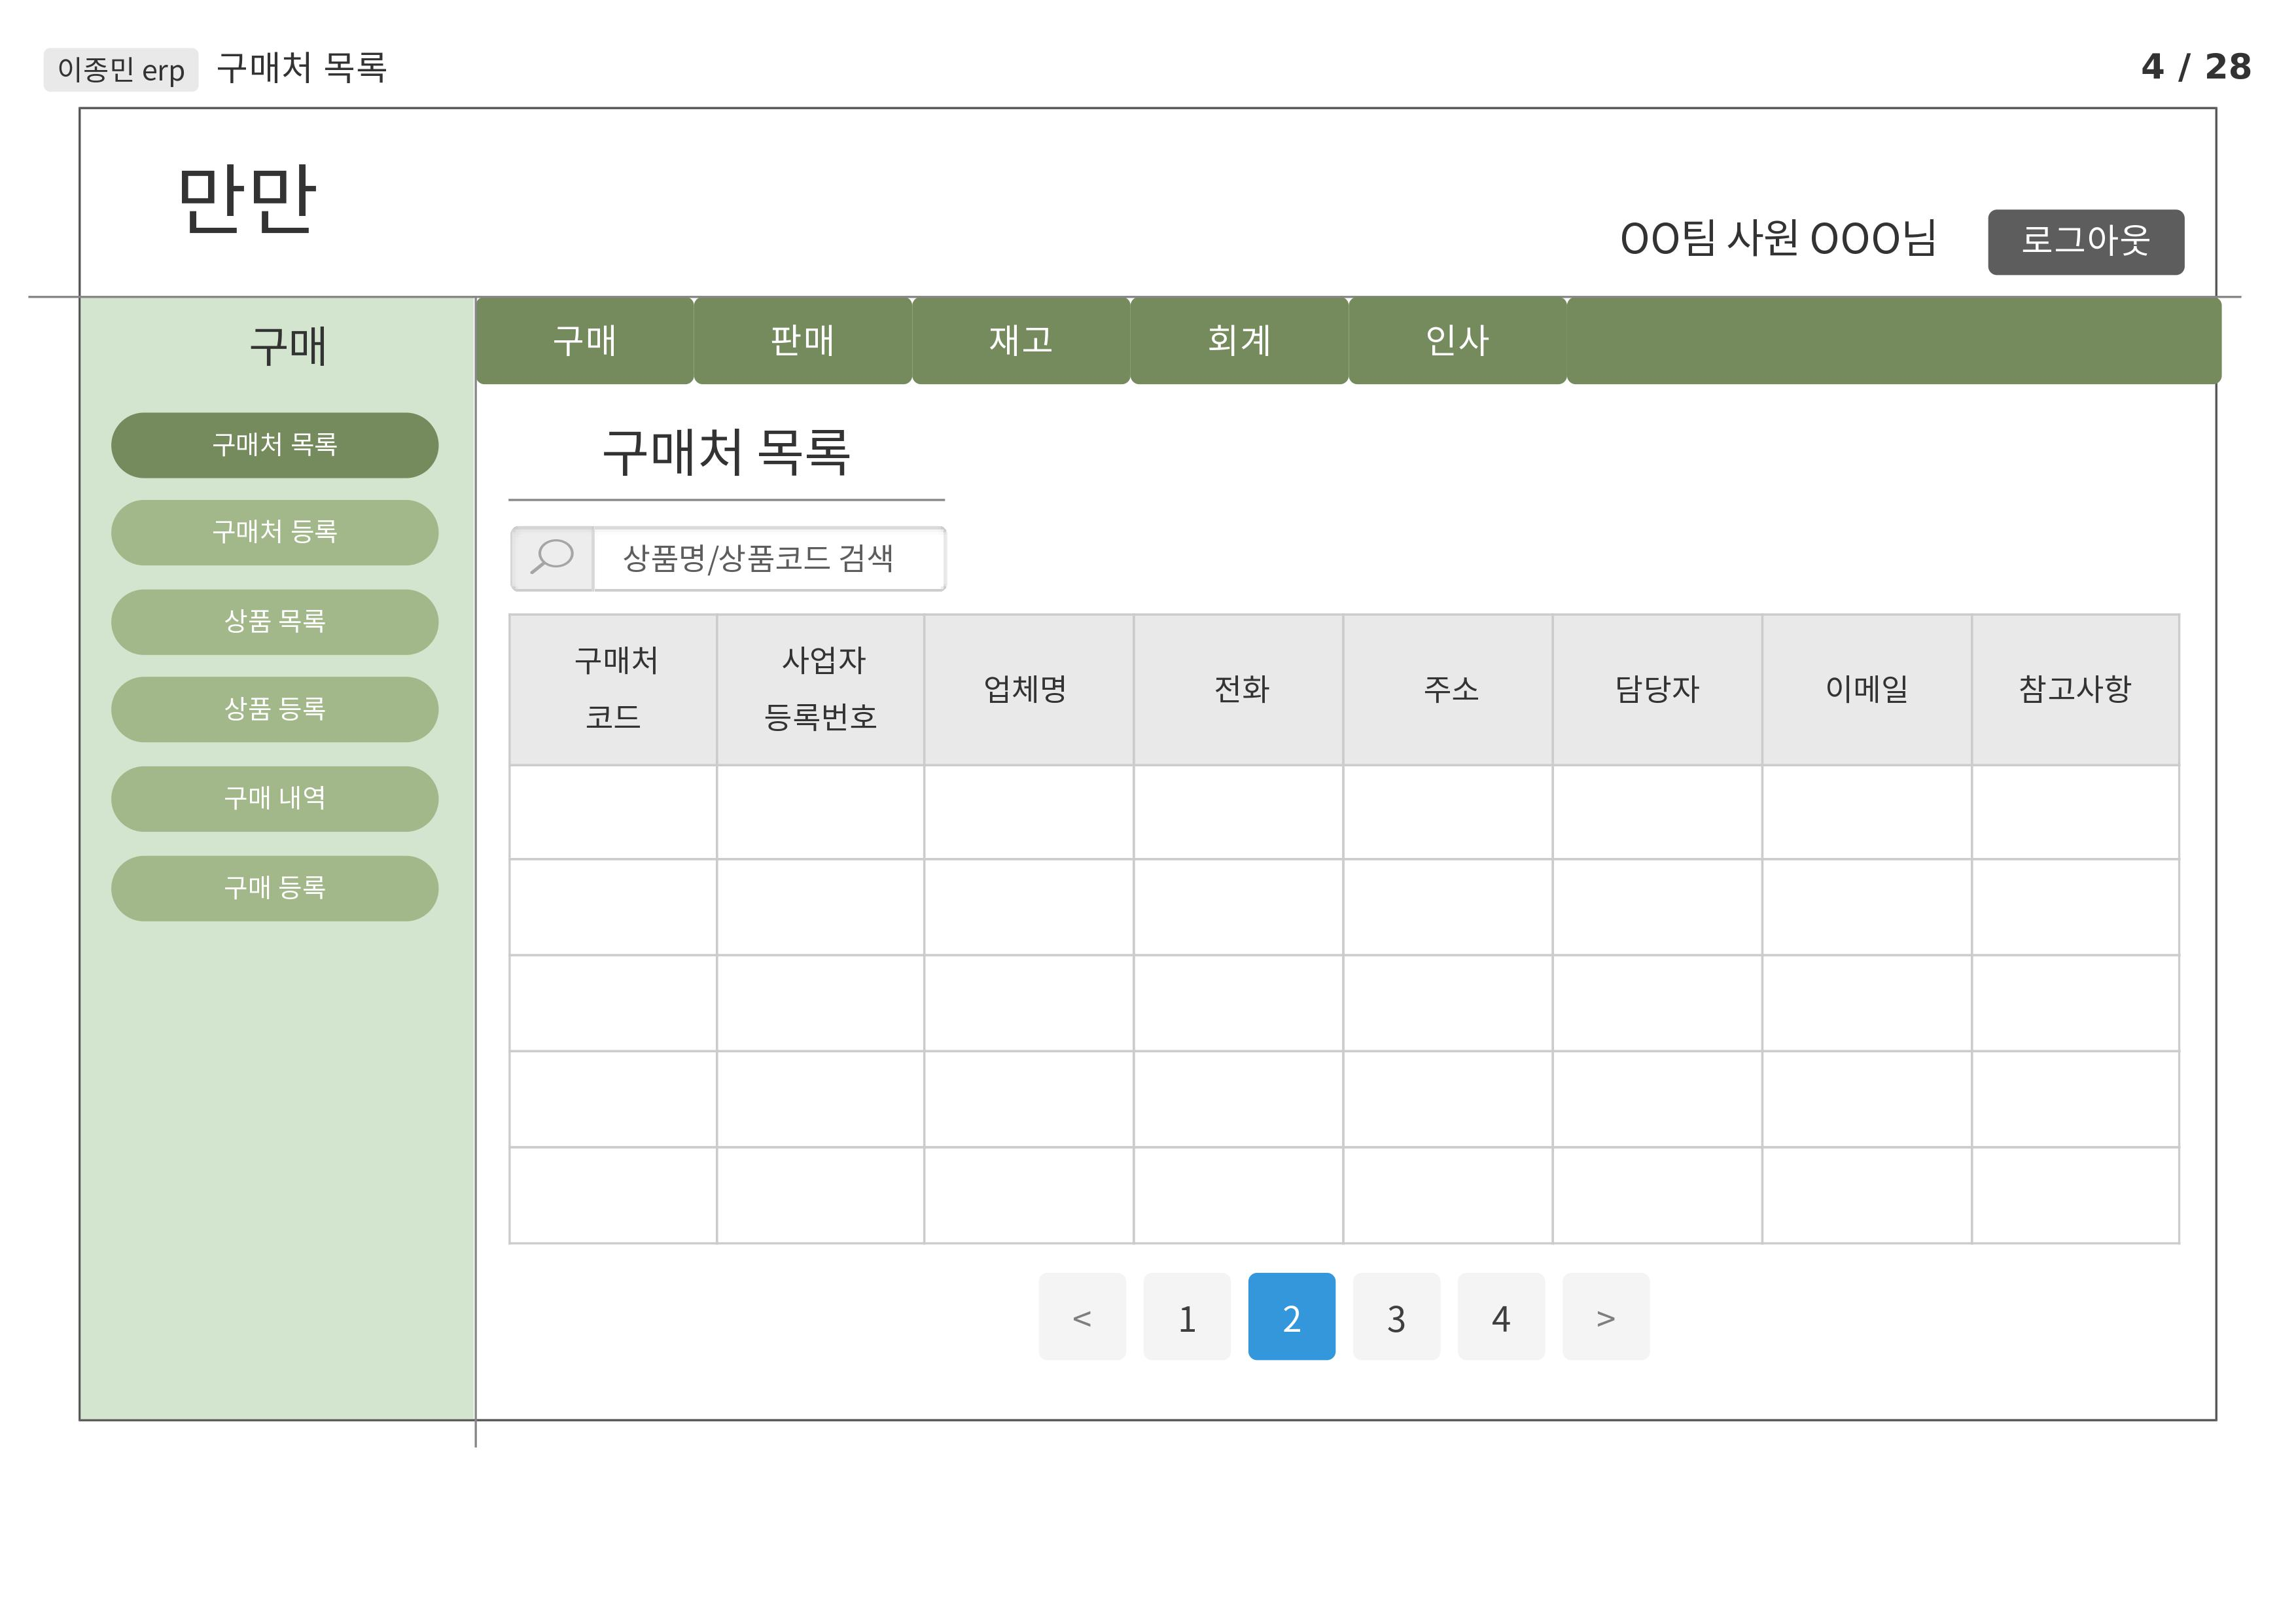 이종민 erp 구매처 목록
4 / 28
만만
OO팀 사원 OOO님
로그아웃
구매
구매 판매 재고 회계 인사
구매처 목록
구매처 등록
상품 목록
상품 등록
구매 내역
구매 등록
구매처 목록
상품명/상품코드 검색
구매처
코드
사업자
등록번호
업체명
전화
주소
담당자
이메일
참고사항
< 1 2 3 4 >